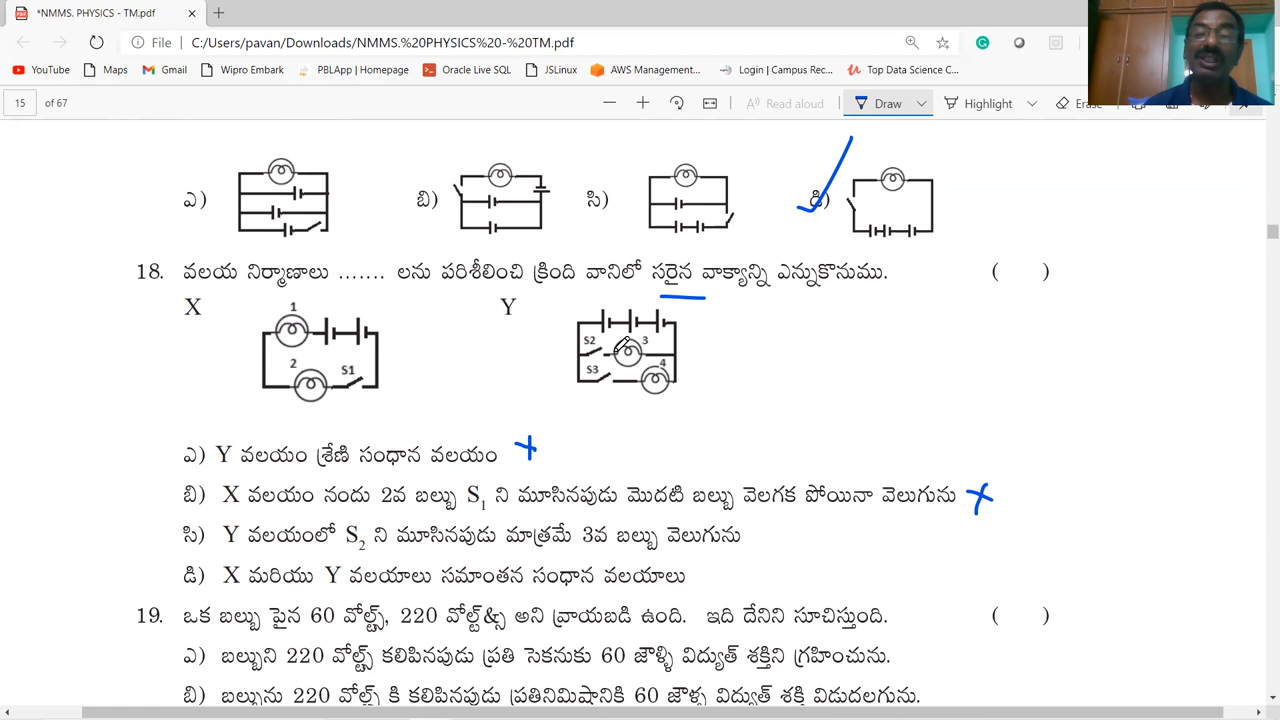 *NMMS. PHYSICS - TM.pdf
File C:/Users/pavan/Downloads/NMMS.%20PHYSICS%20-%20TM.pdf
YouTube Maps Gmail Wipro Embark PBLApp | Homepage Oracle Live SQL JSLinux AWS Management... Login | Campus Rec... Top Data Science C...
15 of 67 Read aloud Draw Highlight Erase
ఎ) బి) సి) డి)
18. వలయ నిర్మాణాలు ....... లను పరిశీలించి క్రింది వానిలో సరైన వాక్యాన్ని ఎన్నుకొనుము. ( )
X Y
1
2 S1
S2 3
S3 4
ఎ) Y వలయం శ్రేణి సంధాన వలయం
బి) X వలయం నందు 2వ బల్బు S1 ని మూసినపుడు మొదటి బల్బు వెలగక పోయినా వెలుగును
సి) Y వలయంలో S2 ని మూసినపుడు మాత్రమే 3వ బల్బు వెలుగును
డి) X మరియు Y వలయాలు సమాంతన సంధాన వలయాలు
19. ఒక బల్బు పైన 60 వోల్ట్స్, 220 వోల్ట్&స అని వ్రాయబడి ఉంది. ఇది దేనిని సూచిస్తుంది. ( )
ఎ) బల్బుని 220 వోల్ట్స్ కలిపినపుడు ప్రతి సెకనుకు 60 జౌళ్ళి విద్యుత్ శక్తిని గ్రహించును.
బి) బల్బును 220 వోల్ట్స్ కి కలిపినపుడు ప్రతినిమిషానికి 60 జౌళ్ళ విద్యుత్ శక్తి విడుదలగును.